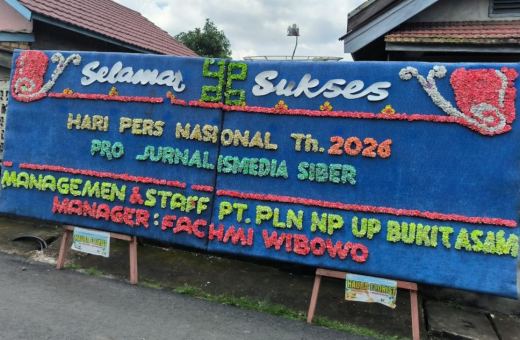 Selamat & Sukses
HARI PERS NASIONAL Th. 2026
PRO JURNALISMEDIA SIBER
MANAGEMEN & STAFF PT. PLN NP UP BUKIT ASAM
MANAGER : FACHMI WIBOWO